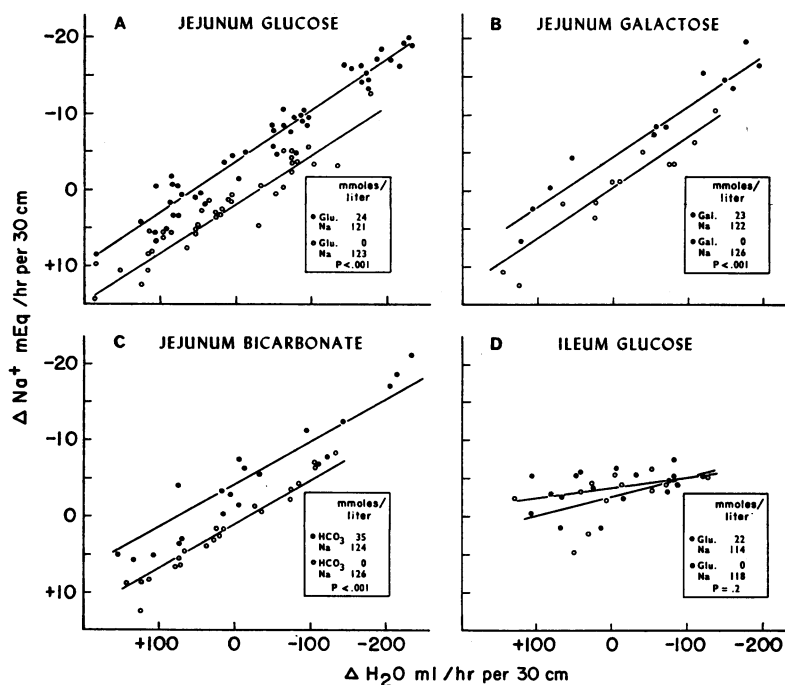 A JEJUNUM GLUCOSE
-20
-10
0
+10
mmoles/
liter
Glu. 24
Na 121
Glu. 0
Na 123
P <.001
B JEJUNUM GALACTOSE
mmoles/
liter
Gal. 23
Na 122
Gal. 0
Na 126
P <.001
Δ Na+ mEq/hr per 30 cm
C JEJUNUM BICARBONATE
-20
-10
0
+10
mmoles/
liter
HCO3 35
Na 124
HCO3 0
Na 126
P <.001
+100 0 -100 -200
D ILEUM GLUCOSE
mmoles/
liter
Glu. 22
Na 114
Glu. 0
Na 118
P = .2
+100 0 -100 -200
Δ H2O ml/hr per 30 cm